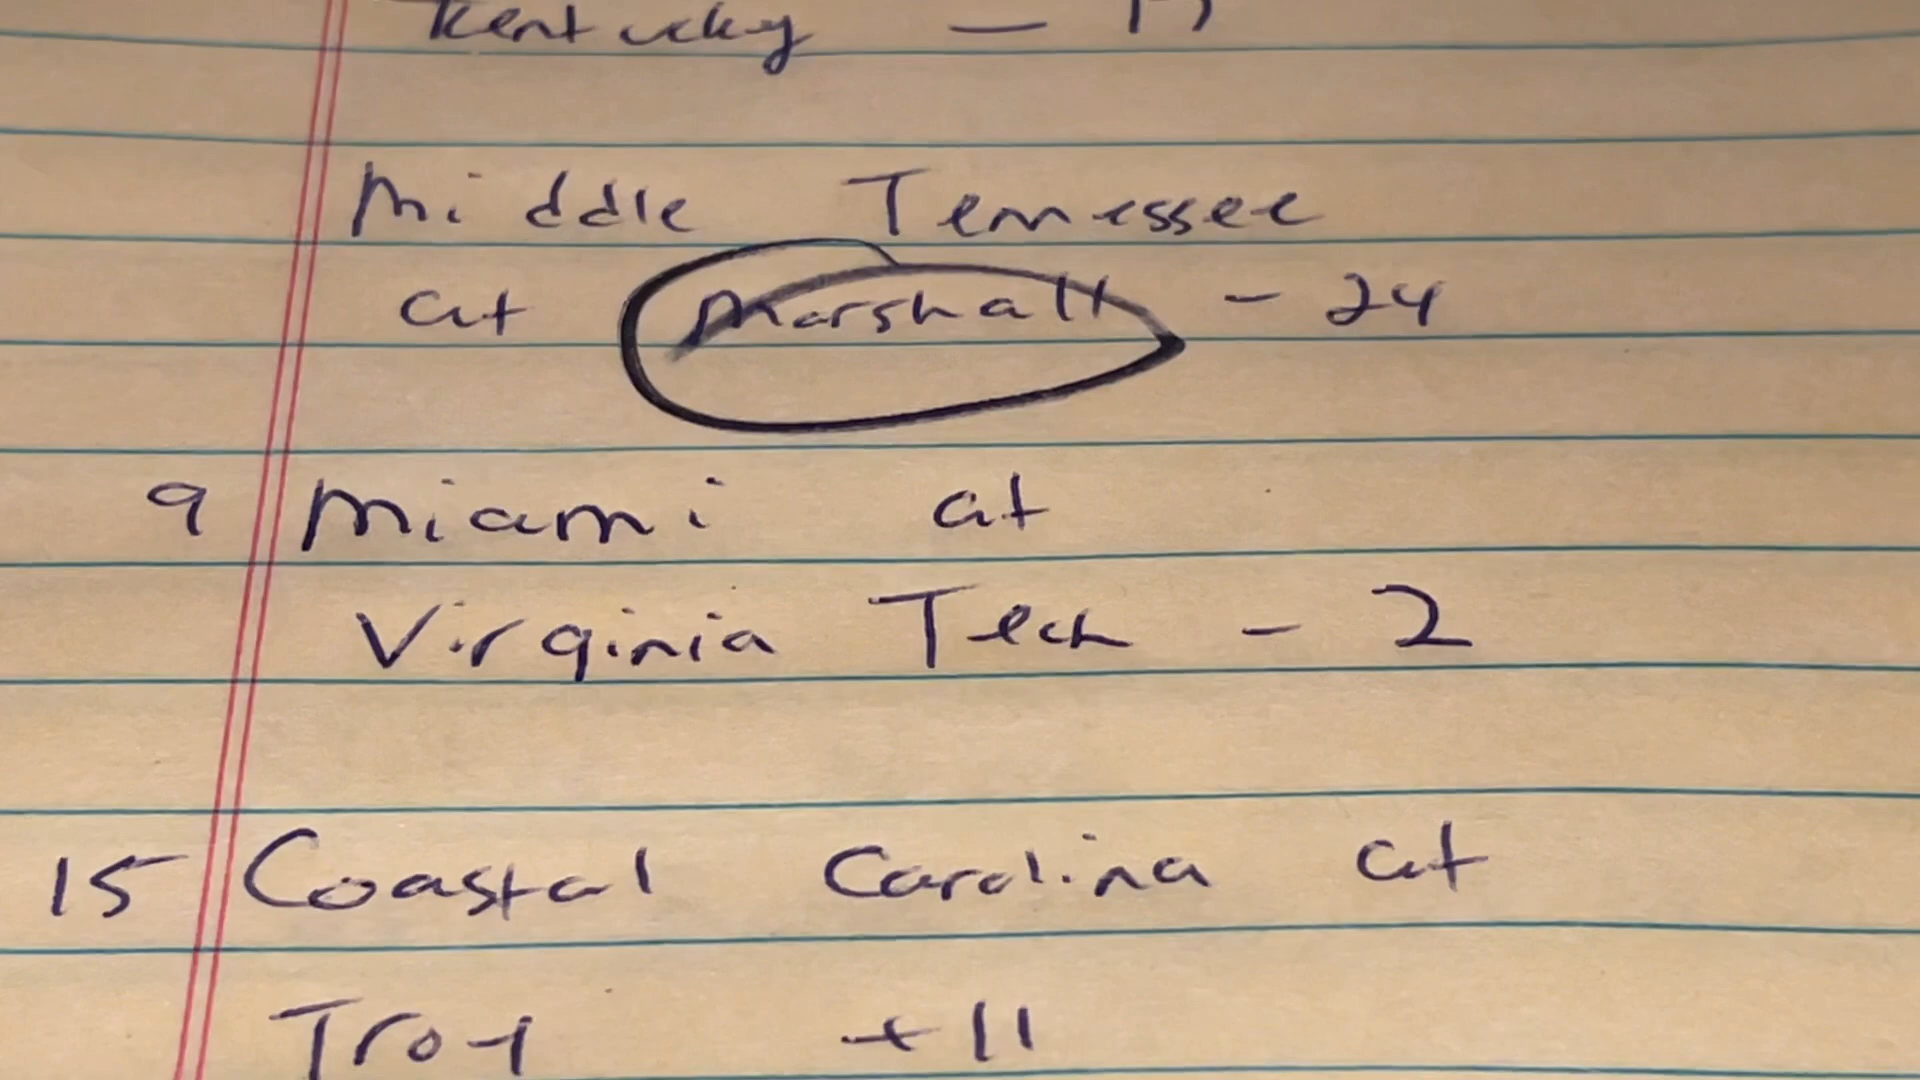 Kentucky -
Middle Tennessee
at Marshall - 24
9 Miami at
Virginia Tech - 2
15 Coastal Carolina at
Troy +11